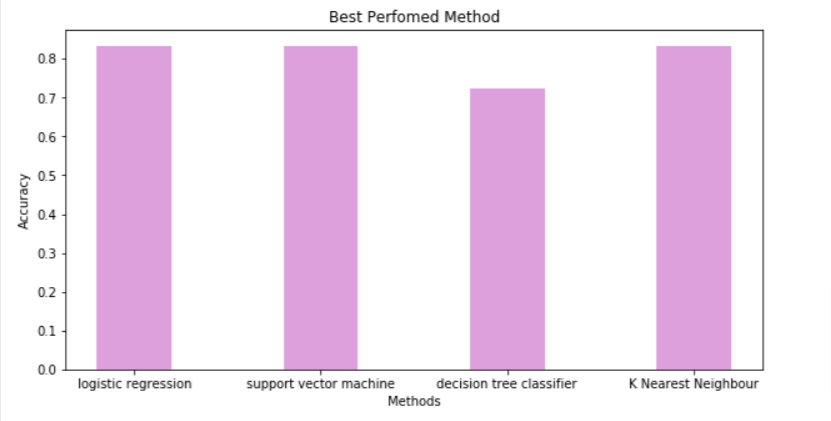 Best Perfomed Method
0.8
0.7
0.6
0.5
0.4
0.3
0.2
0.1
0.0
Accuracy
logistic regression support vector machine decision tree classifier K Nearest Neighbour
Methods